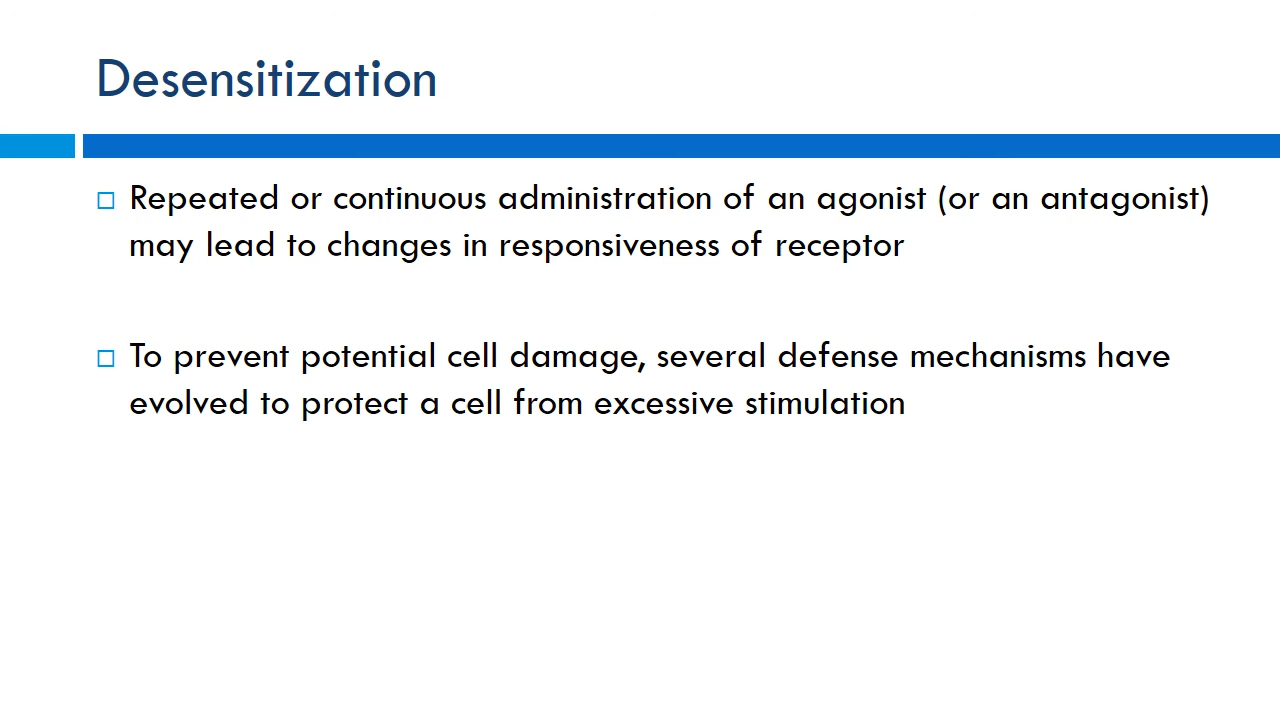 Desensitization
Repeated or continuous administration of an agonist (or an antagonist)
may lead to changes in responsiveness of receptor
To prevent potential cell damage, several defense mechanisms have
evolved to protect a cell from excessive stimulation